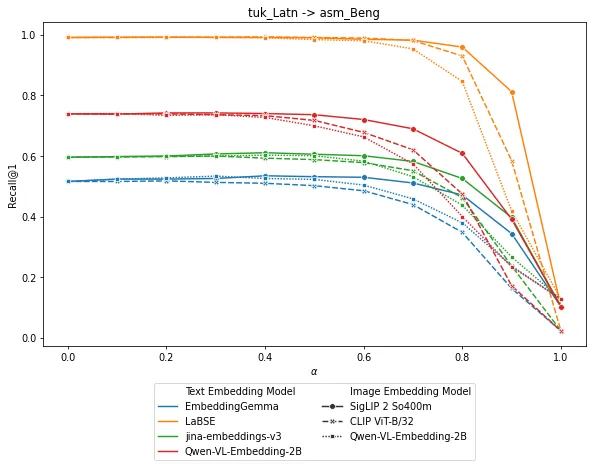 tuk_Latn -> asm_Beng
1.0
0.8
0.6
0.4
0.2
0.0
Recall@1
0.0 0.2 0.4 0.6 0.8 1.0
α
Text Embedding Model Image Embedding Model
EmbeddingGemma SigLIP 2 So400m
LaBSE CLIP ViT-B/32
jina-embeddings-v3 Qwen-VL-Embedding-2B
Qwen-VL-Embedding-2B